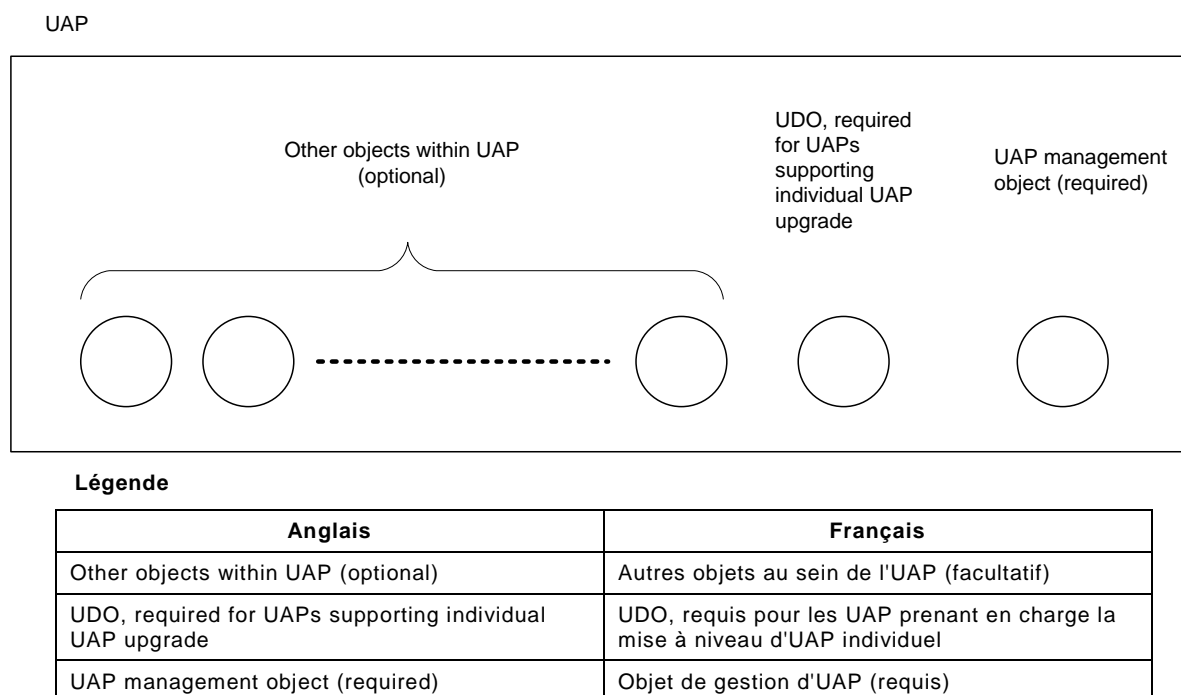 UAP
Other objects within UAP
(optional)
UDO, required
for UAPs
supporting
individual UAP
upgrade
UAP management
object (required)
Légende
Anglais
Français
Other objects within UAP (optional)
Autres objets au sein de l'UAP (facultatif)
UDO, required for UAPs supporting individual
UAP upgrade
UDO, requis pour les UAP prenant en charge la
mise à niveau d'UAP individuel
UAP management object (required)
Objet de gestion d'UAP (requis)